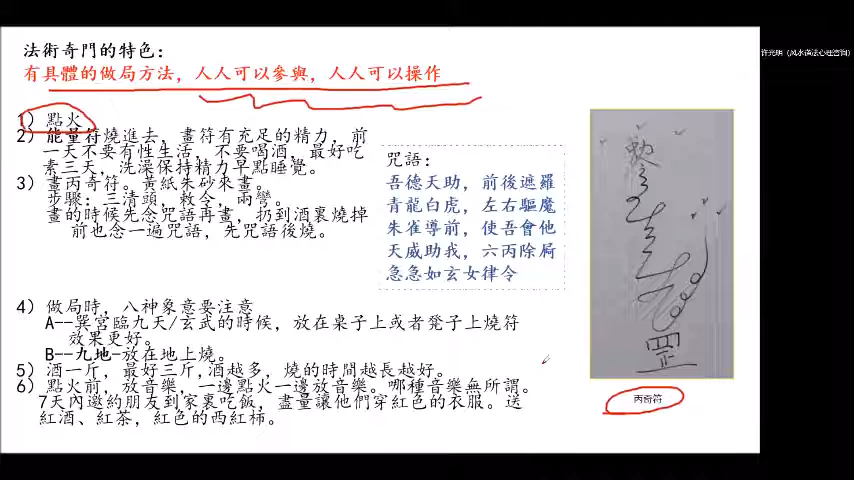 法術奇門的特色：
有具體的做局方法，人人可以參與，人人可以操作
1）點火
2）能量符燒進去，畫符有充足的精力，前
一天不要有性生活，不要喝酒，最好吃
素三天，洗澡保持精力早點睡覺。
3）畫丙奇符。黃紙朱砂來畫。
步驟：三清頭，敕令，兩彎。
畫的時候先念咒語再畫，扔到酒裏燒掉
前也念一遍咒語，先咒語後燒。
咒語：
吾德天助，前後遮羅
青龍白虎，左右驅魔
朱雀導前，使吾會他
天威助我，六丙除局
急急如玄女律令
4）做局時，八神象意要注意
A--巽宮臨九天/玄武的時候，放在桌子上或者凳子上燒符
效果更好。
B--九地-放在地上燒。
5）酒一斤，最好三斤,酒越多，燒的時間越長越好。
6）點火前，放音樂，一邊點火一邊放音樂。哪種音樂無所謂。
7天內邀約朋友到家裏吃飯，盡量讓他們穿紅色的衣服。送
紅酒、紅茶，紅色的西紅柿。
丙奇符